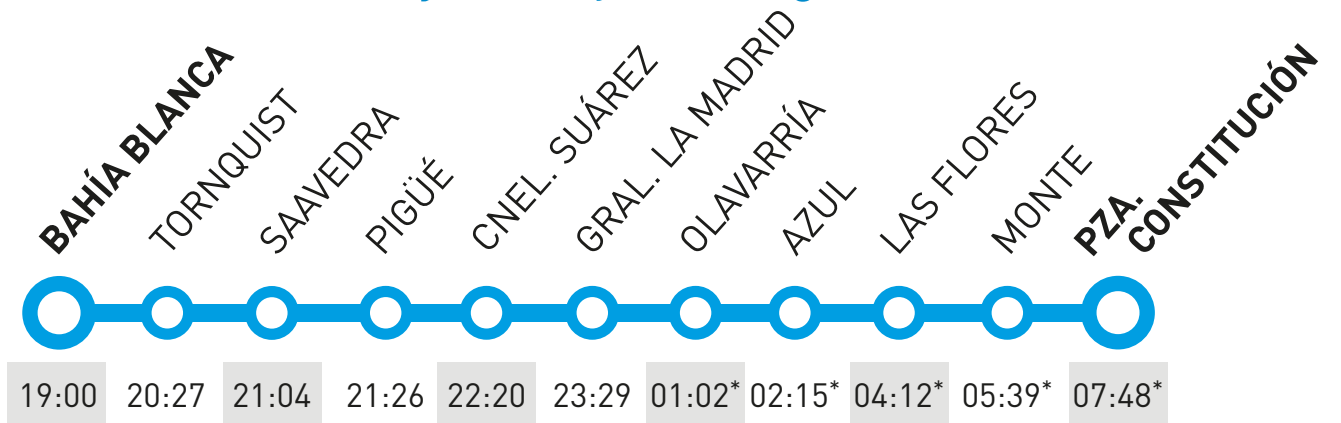 BAHÍA BLANCA
TORNQUIST
SAAVEDRA
PIGÜÉ
CNEL. SUÁREZ
GRAL. LA MADRID
OLAVARRÍA
AZUL
LAS FLORES
MONTE
PZA.
CONSTITUCIÓN
19:00 20:27 21:04 21:26 22:20 23:29 01:02* 02:15* 04:12* 05:39* 07:48*